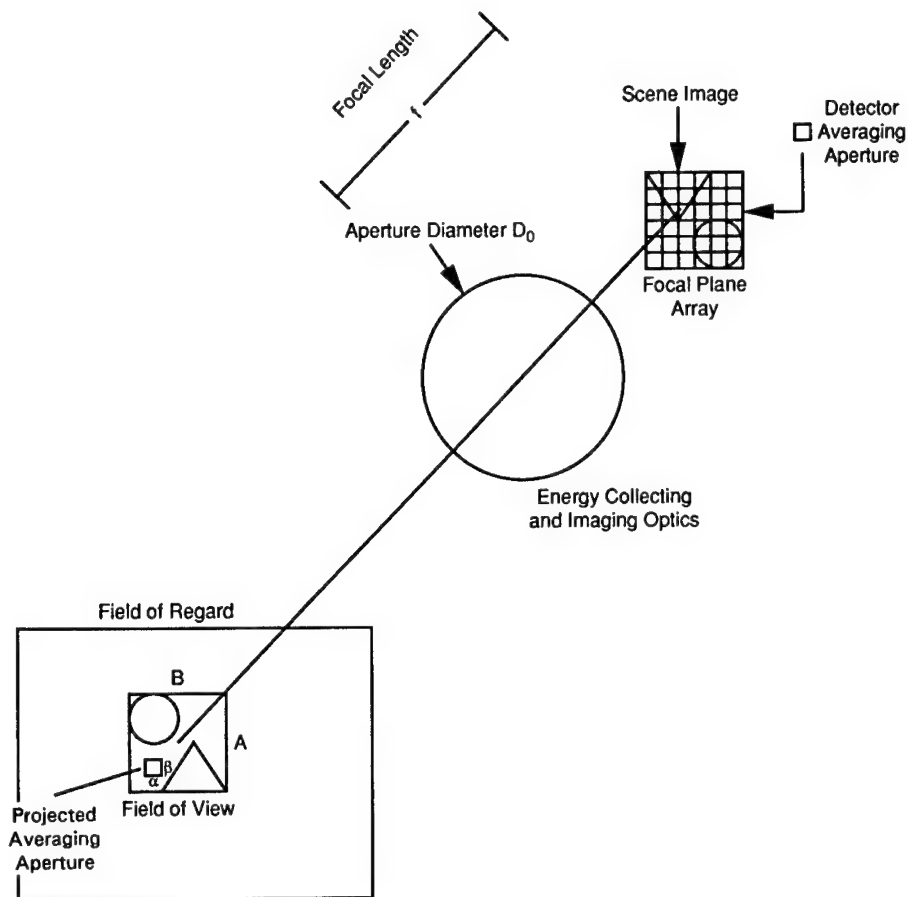 Focal Length
f
Scene Image
Detector
Averaging
Aperture
Aperture Diameter D₀
Focal Plane
Array
Energy Collecting
and Imaging Optics
Field of Regard
B
A
β
α
Field of View
Projected
Averaging
Aperture